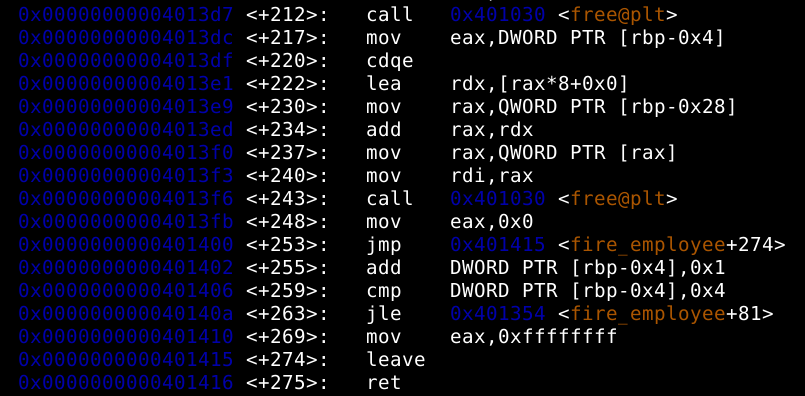 0x00000000004013d7 <+212>: call 0x401030 <free@plt>
0x00000000004013dc <+217>: mov eax,DWORD PTR [rbp-0x4]
0x00000000004013df <+220>: cdqe
0x00000000004013e1 <+222>: lea rdx,[rax*8+0x0]
0x00000000004013e9 <+230>: mov rax,QWORD PTR [rbp-0x28]
0x00000000004013ed <+234>: add rax,rdx
0x00000000004013f0 <+237>: mov rax,QWORD PTR [rax]
0x00000000004013f3 <+240>: mov rdi,rax
0x00000000004013f6 <+243>: call 0x401030 <free@plt>
0x00000000004013fb <+248>: mov eax,0x0
0x0000000000401400 <+253>: jmp 0x401415 <fire_employee+274>
0x0000000000401402 <+255>: add DWORD PTR [rbp-0x4],0x1
0x0000000000401406 <+259>: cmp DWORD PTR [rbp-0x4],0x4
0x000000000040140a <+263>: jle 0x401354 <fire_employee+81>
0x0000000000401410 <+269>: mov eax,0xffffffff
0x0000000000401415 <+274>: leave
0x0000000000401416 <+275>: ret